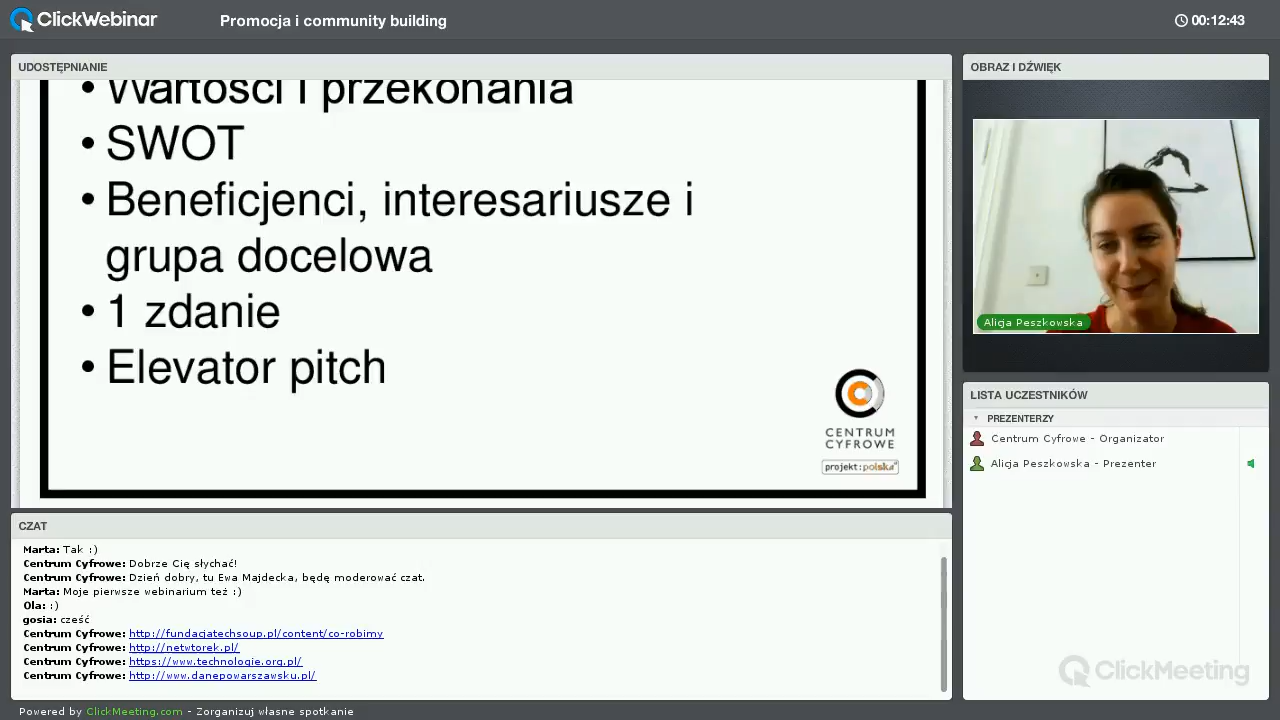 ClickWebinar
Promocja i community building
00:12:43
UDOSTĘPNIANIE
• Wartości i przekonania
• SWOT
• Beneficjenci, interesariusze i
grupa docelowa
• 1 zdanie
• Elevator pitch
CENTRUM
CYFROWE
projekt:polska
OBRAZ I DŹWIĘK
Alicja Peszkowska
LISTA UCZESTNIKÓW
PREZENTERZY
Centrum Cyfrowe - Organizator
Alicja Peszkowska - Prezenter
CZAT
Marta: Tak :)
Centrum Cyfrowe: Dobrze Cię słychać!
Centrum Cyfrowe: Dzień dobry, tu Ewa Majdecka, będę moderować czat.
Marta: Moje pierwsze webinarium też :)
Ola: :)
gosia: cześć
Centrum Cyfrowe: http://fundacjatechsoup.pl/content/co-robimy
Centrum Cyfrowe: http://netwtorek.pl/
Centrum Cyfrowe: https://www.technologie.org.pl/
Centrum Cyfrowe: http://www.danepowarszawsku.pl/
ClickMeeting
Powered by ClickMeeting.com - Zorganizuj własne spotkanie